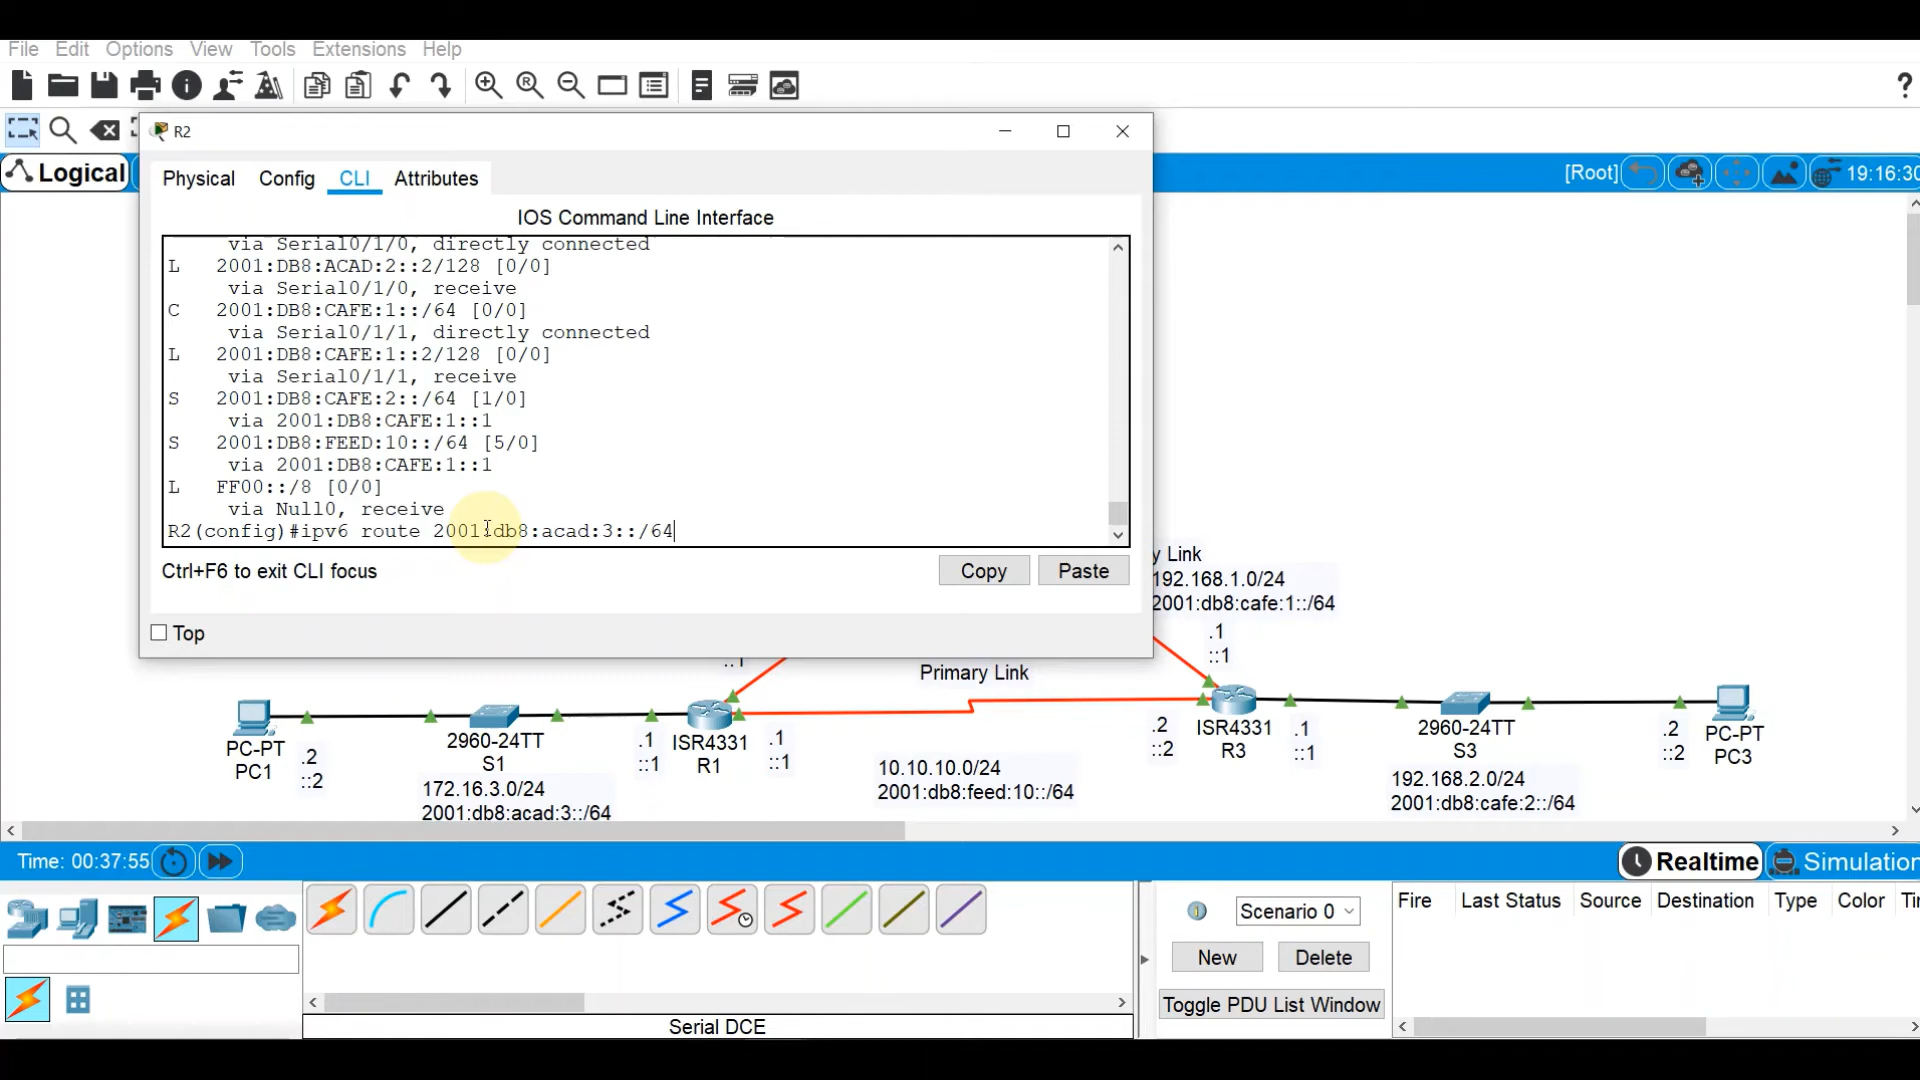 File Edit Options View Tools Extensions Help
R2
Logical
[Root] 19:16:30
Physical Config CLI Attributes
IOS Command Line Interface
via Serial0/1/0, directly connected
L 2001:DB8:ACAD:2::2/128 [0/0]
via Serial0/1/0, receive
C 2001:DB8:CAFE:1::/64 [0/0]
via Serial0/1/1, directly connected
L 2001:DB8:CAFE:1::2/128 [0/0]
via Serial0/1/1, receive
S 2001:DB8:CAFE:2::/64 [1/0]
via 2001:DB8:CAFE:1::1
S 2001:DB8:FEED:10::/64 [5/0]
via 2001:DB8:CAFE:1::1
L FF00::/8 [0/0]
via Null0, receive
R2(config)#ipv6 route 2001:db8:acad:3::/64
Ctrl+F6 to exit CLI focus
Copy Paste
Top
y Link
192.168.1.0/24
2001:db8:cafe:1::/64
.1
::1
::1
Primary Link
PC-PT
PC1
.2
::2
2960-24TT
S1
172.16.3.0/24
2001:db8:acad:3::/64
.1
::1
ISR4331
R1
.1
::1
10.10.10.0/24
2001:db8:feed:10::/64
.2
::2
ISR4331
R3
.1
::1
2960-24TT
S3
192.168.2.0/24
2001:db8:cafe:2::/64
.2
::2
PC-PT
PC3
Time: 00:37:55
Realtime Simulation
Scenario 0
New Delete
Toggle PDU List Window
Fire Last Status Source Destination Type Color Ti
Serial DCE